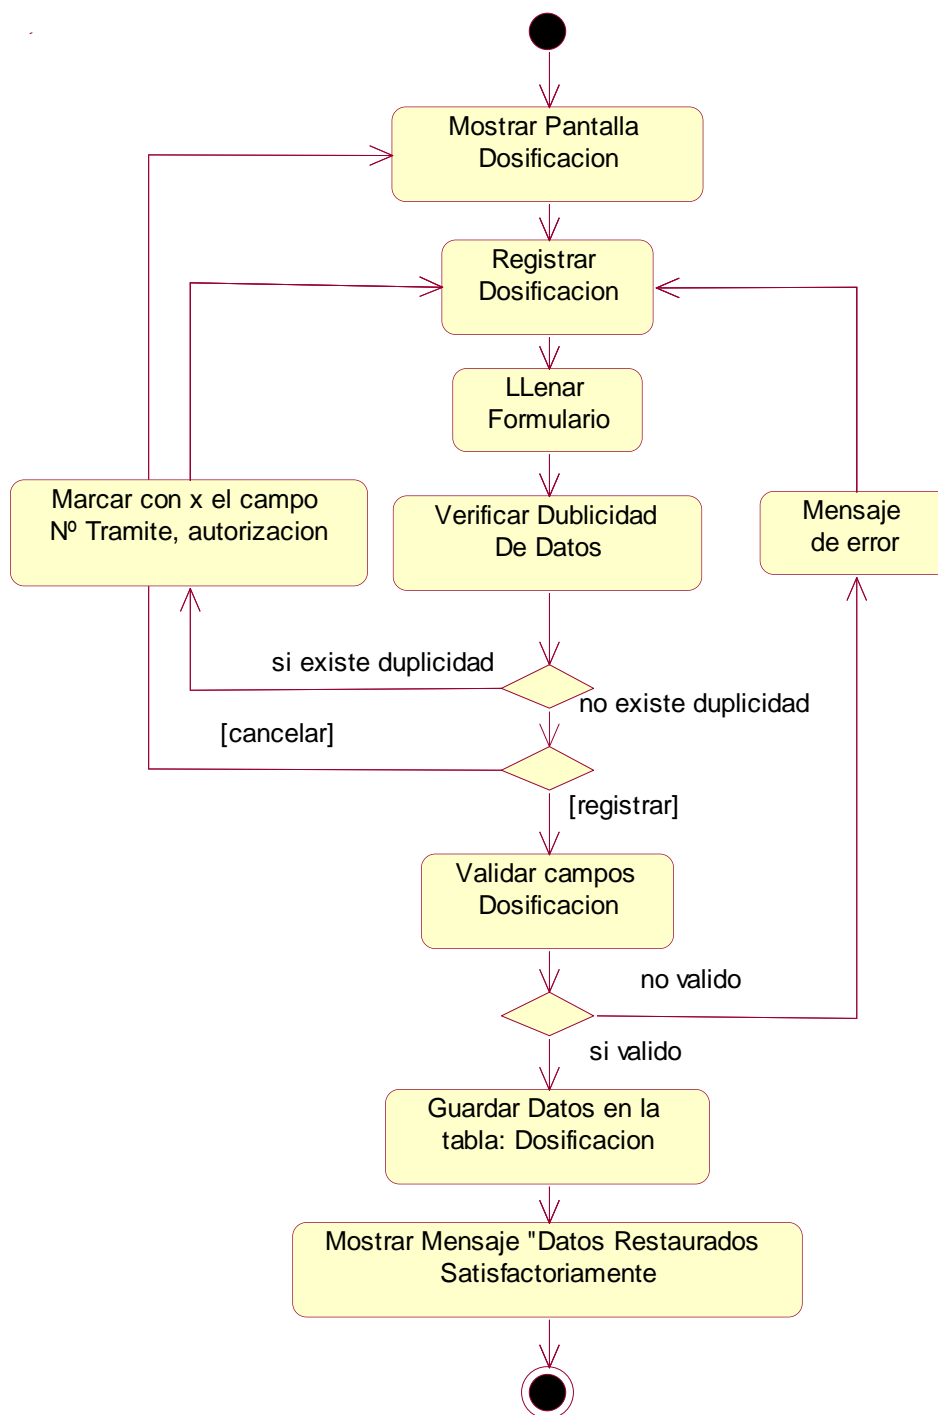 Mostrar Pantalla
Dosificacion
Registrar
Dosificacion
LLenar
Formulario
Marcar con x el campo
Nº Tramite, autorizacion
Verificar Dublicidad
De Datos
Mensaje
de error
si existe duplicidad
no existe duplicidad
[cancelar]
[registrar]
Validar campos
Dosificacion
no valido
si valido
Guardar Datos en la
tabla: Dosificacion
Mostrar Mensaje "Datos Restaurados
Satisfactoriamente